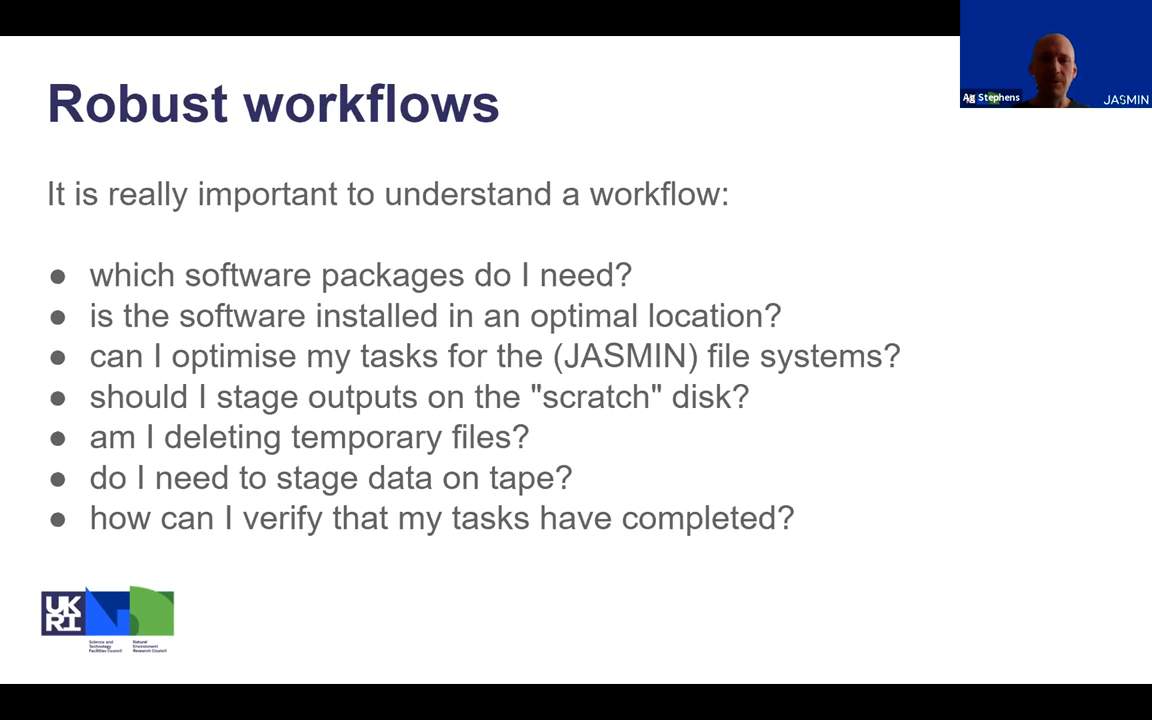 Robust workflows
Ag Stephens
JASMIN
It is really important to understand a workflow:
● which software packages do I need?
● is the software installed in an optimal location?
● can I optimise my tasks for the (JASMIN) file systems?
● should I stage outputs on the "scratch" disk?
● am I deleting temporary files?
● do I need to stage data on tape?
● how can I verify that my tasks have completed?
UK
RI
Science and
Technology
Facilities Council
Natural
Environment
Research Council